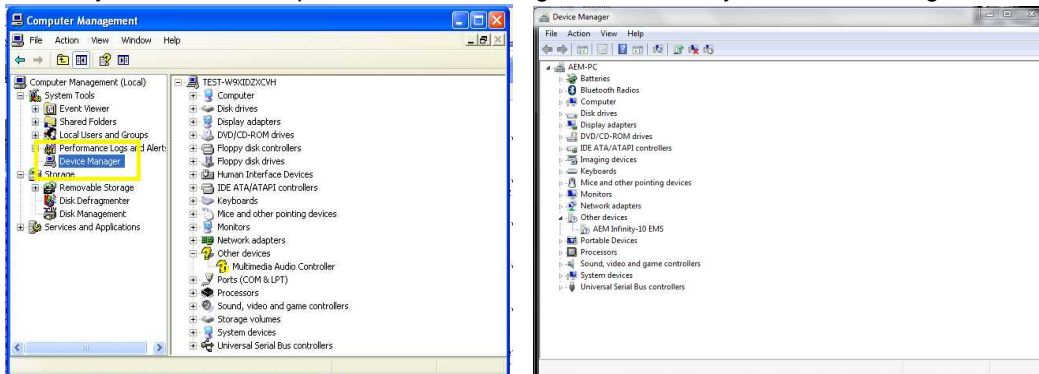 Computer Management
File Action View Window Help
Computer Management (Local)
System Tools
Event Viewer
Shared Folders
Local Users and Groups
Performance Logs and Alert:
Device Manager
Storage
Removable Storage
Disk Defragmenter
Disk Management
Services and Applications
TEST-W9XIDZXCVH
Computer
Disk drives
Display adapters
DVD/CD-ROM drives
Floppy disk controllers
Floppy disk drives
Human Interface Devices
IDE ATA/ATAPI controllers
Keyboards
Mice and other pointing devices
Monitors
Network adapters
Other devices
Multimedia Audio Controller
Ports (COM & LPT)
Processors
Sound, video and game controllers
Storage volumes
System devices
Universal Serial Bus controllers
Device Manager
File Action View Help
AEM-PC
Batteries
Bluetooth Radios
Computer
Disk drives
Display adapters
DVD/CD-ROM drives
IDE ATA/ATAPI controllers
Imaging devices
Keyboards
Mice and other pointing devices
Monitors
Network adapters
Other devices
AEM Infinity-10 EMS
Portable Devices
Processors
Sound, video and game controllers
System devices
Universal Serial Bus controllers